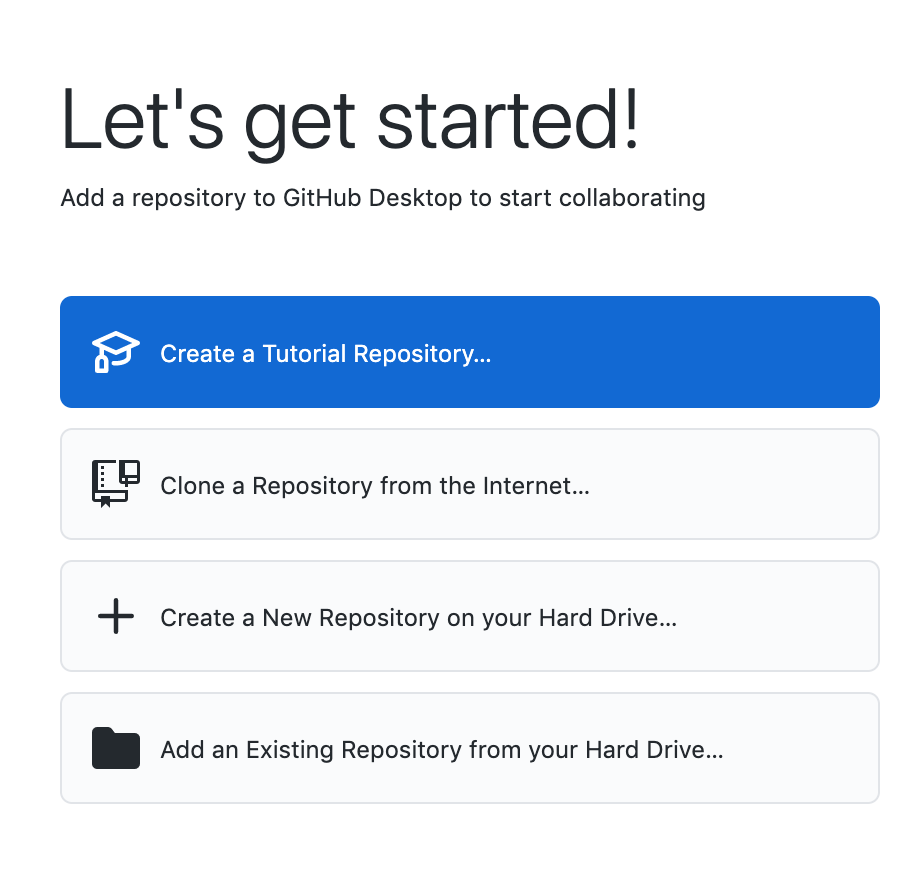 Let's get started!
Add a repository to GitHub Desktop to start collaborating
Create a Tutorial Repository...
Clone a Repository from the Internet...
Create a New Repository on your Hard Drive...
Add an Existing Repository from your Hard Drive...